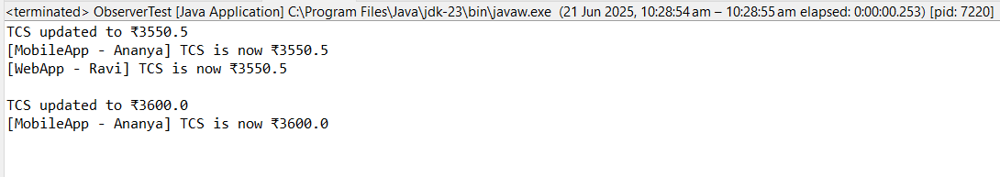 <terminated> ObserverTest [Java Application] C:\Program Files\Java\jdk-23\bin\javaw.exe (21 Jun 2025, 10:28:54 am – 10:28:55 am elapsed: 0:00:00.253) [pid: 7220]
TCS updated to ₹3550.5
[MobileApp - Ananya] TCS is now ₹3550.5
[WebApp - Ravi] TCS is now ₹3550.5
TCS updated to ₹3600.0
[MobileApp - Ananya] TCS is now ₹3600.0